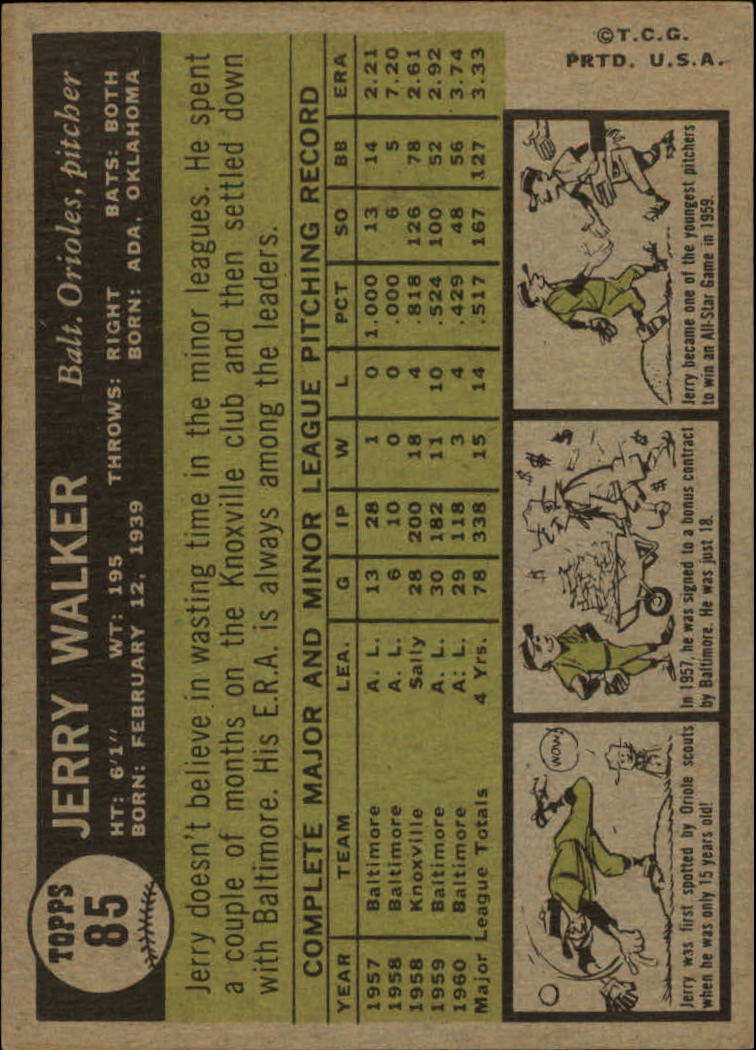 TOPPS
85
JERRY WALKER Balt. Orioles, pitcher
HT: 6'1" WT: 195 THROWS: RIGHT BATS: BOTH
BORN: FEBRUARY 12, 1939 BORN: ADA, OKLAHOMA
Jerry doesn't believe in wasting time in the minor leagues. He spent
a couple of months on the Knoxville club and then settled down
with Baltimore. His E.R.A. is always among the leaders.
COMPLETE MAJOR AND MINOR LEAGUE PITCHING RECORD
YEAR TEAM LEA. G IP W L PCT SO BB ERA
1957 Baltimore A. L. 13 28 1 0 1.000 13 14 2.21
1958 Baltimore A. L. 6 10 0 0 .000 6 5 7.20
1958 Knoxville Sally 28 200 18 4 .818 126 78 2.61
1959 Baltimore A. L. 30 182 11 10 .524 100 52 2.92
1960 Baltimore A. L. 29 118 3 4 .429 48 56 3.74
Major League Totals 4 Yrs. 78 338 15 14 .517 167 127 3.33
WOW!
Jerry was first spotted by Oriole scouts
when he was only 15 years old!
$ $ $ $ $
In 1957, he was signed to a bonus contract
by Baltimore. He was just 18.
Jerry became one of the youngest pitchers
to win an All-Star Game in 1959.
©T.C.G.
PRTD. U.S.A.